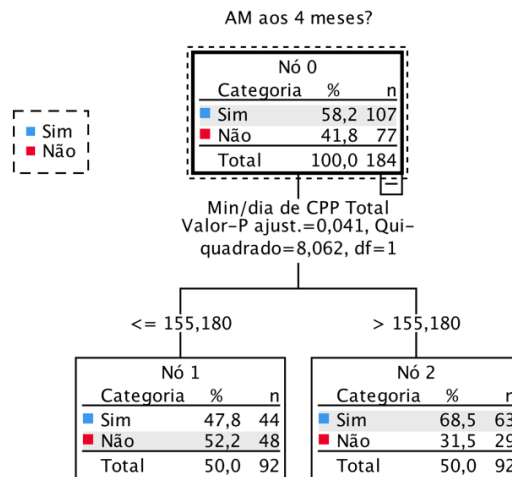 AM aos 4 meses?
Nó 0
Categoria % n
Sim 58,2 107
Não 41,8 77
Total 100,0 184
Sim
Não
Min/dia de CPP Total
Valor-P ajust.=0,041, Qui-
quadrado=8,062, df=1
<= 155,180
> 155,180
Nó 1
Categoria % n
Sim 47,8 44
Não 52,2 48
Total 50,0 92
Nó 2
Categoria % n
Sim 68,5 63
Não 31,5 29
Total 50,0 92